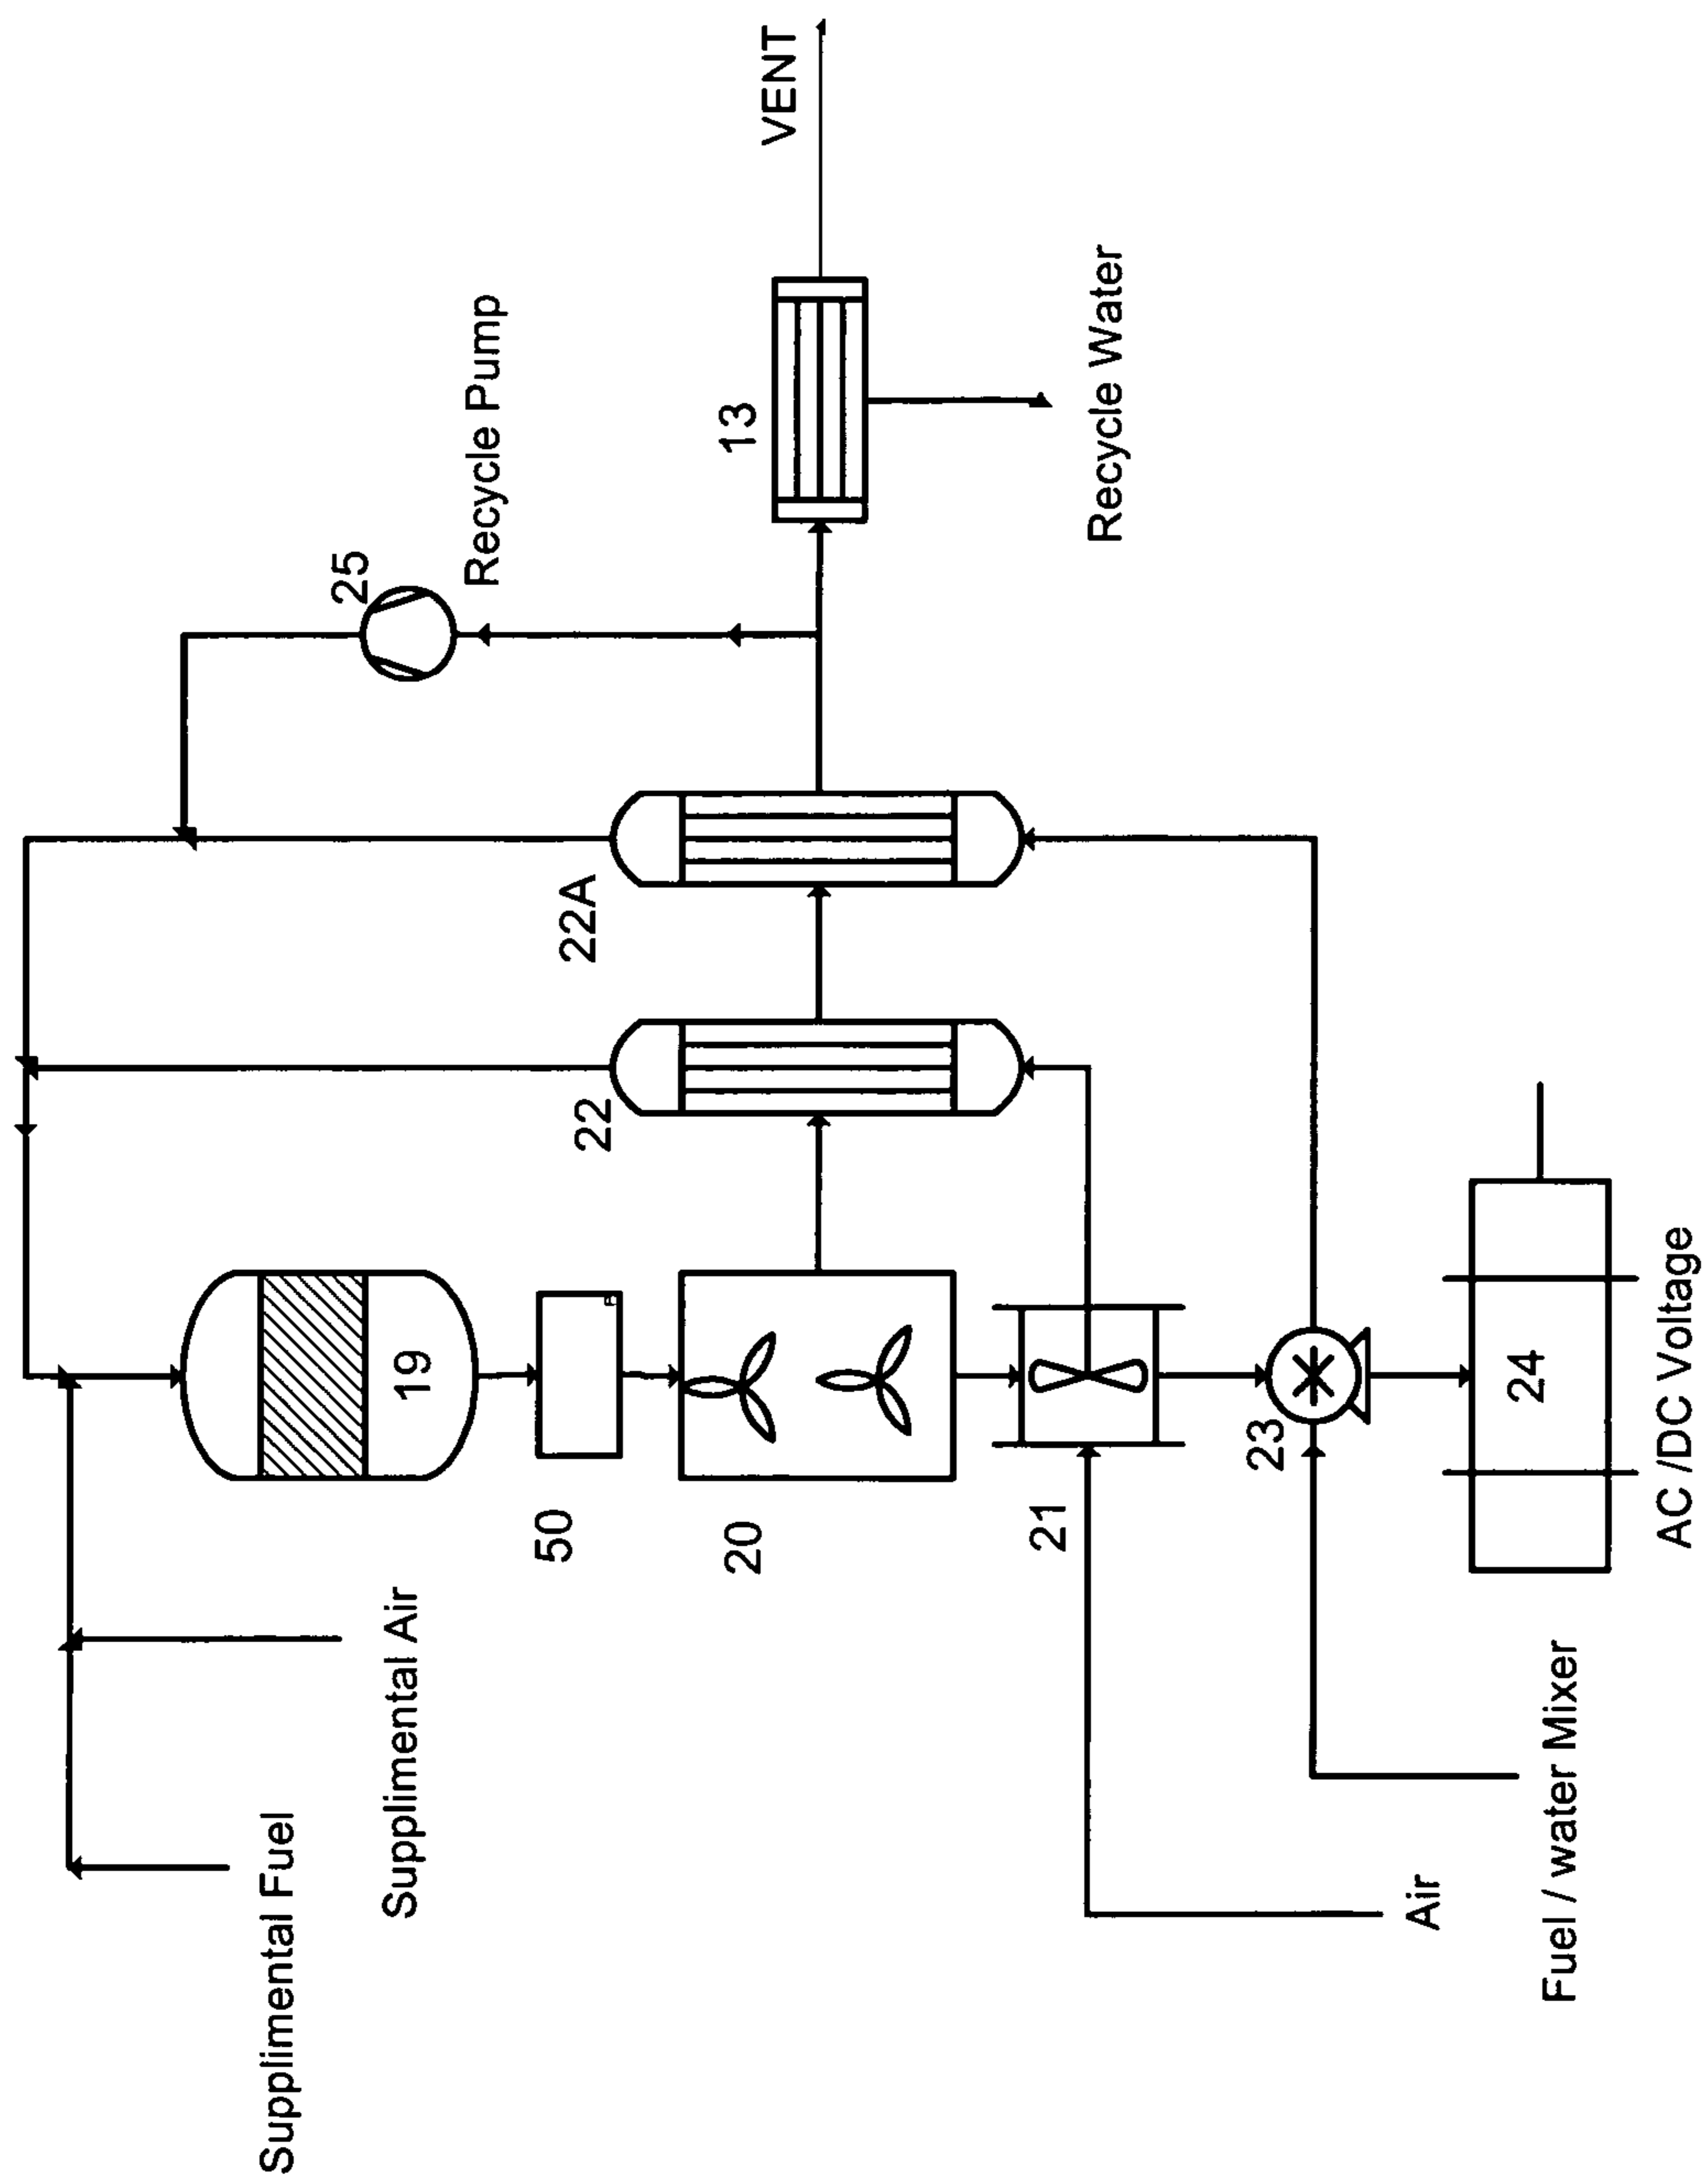 Supplimental Fuel
Supplimental Air
19
50
20
22
22A
25
Recycle Pump
VENT
13
Recycle Water
21
23
24
Air
Fuel / water Mixer
AC /DC Voltage